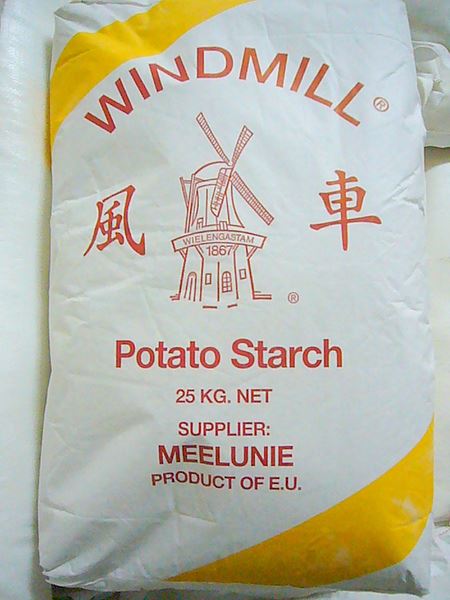 WINDMILL®
風 車
WIELENGASTAM
1867
®
Potato Starch
25 KG. NET
SUPPLIER:
MEELUNIE
PRODUCT OF E.U.